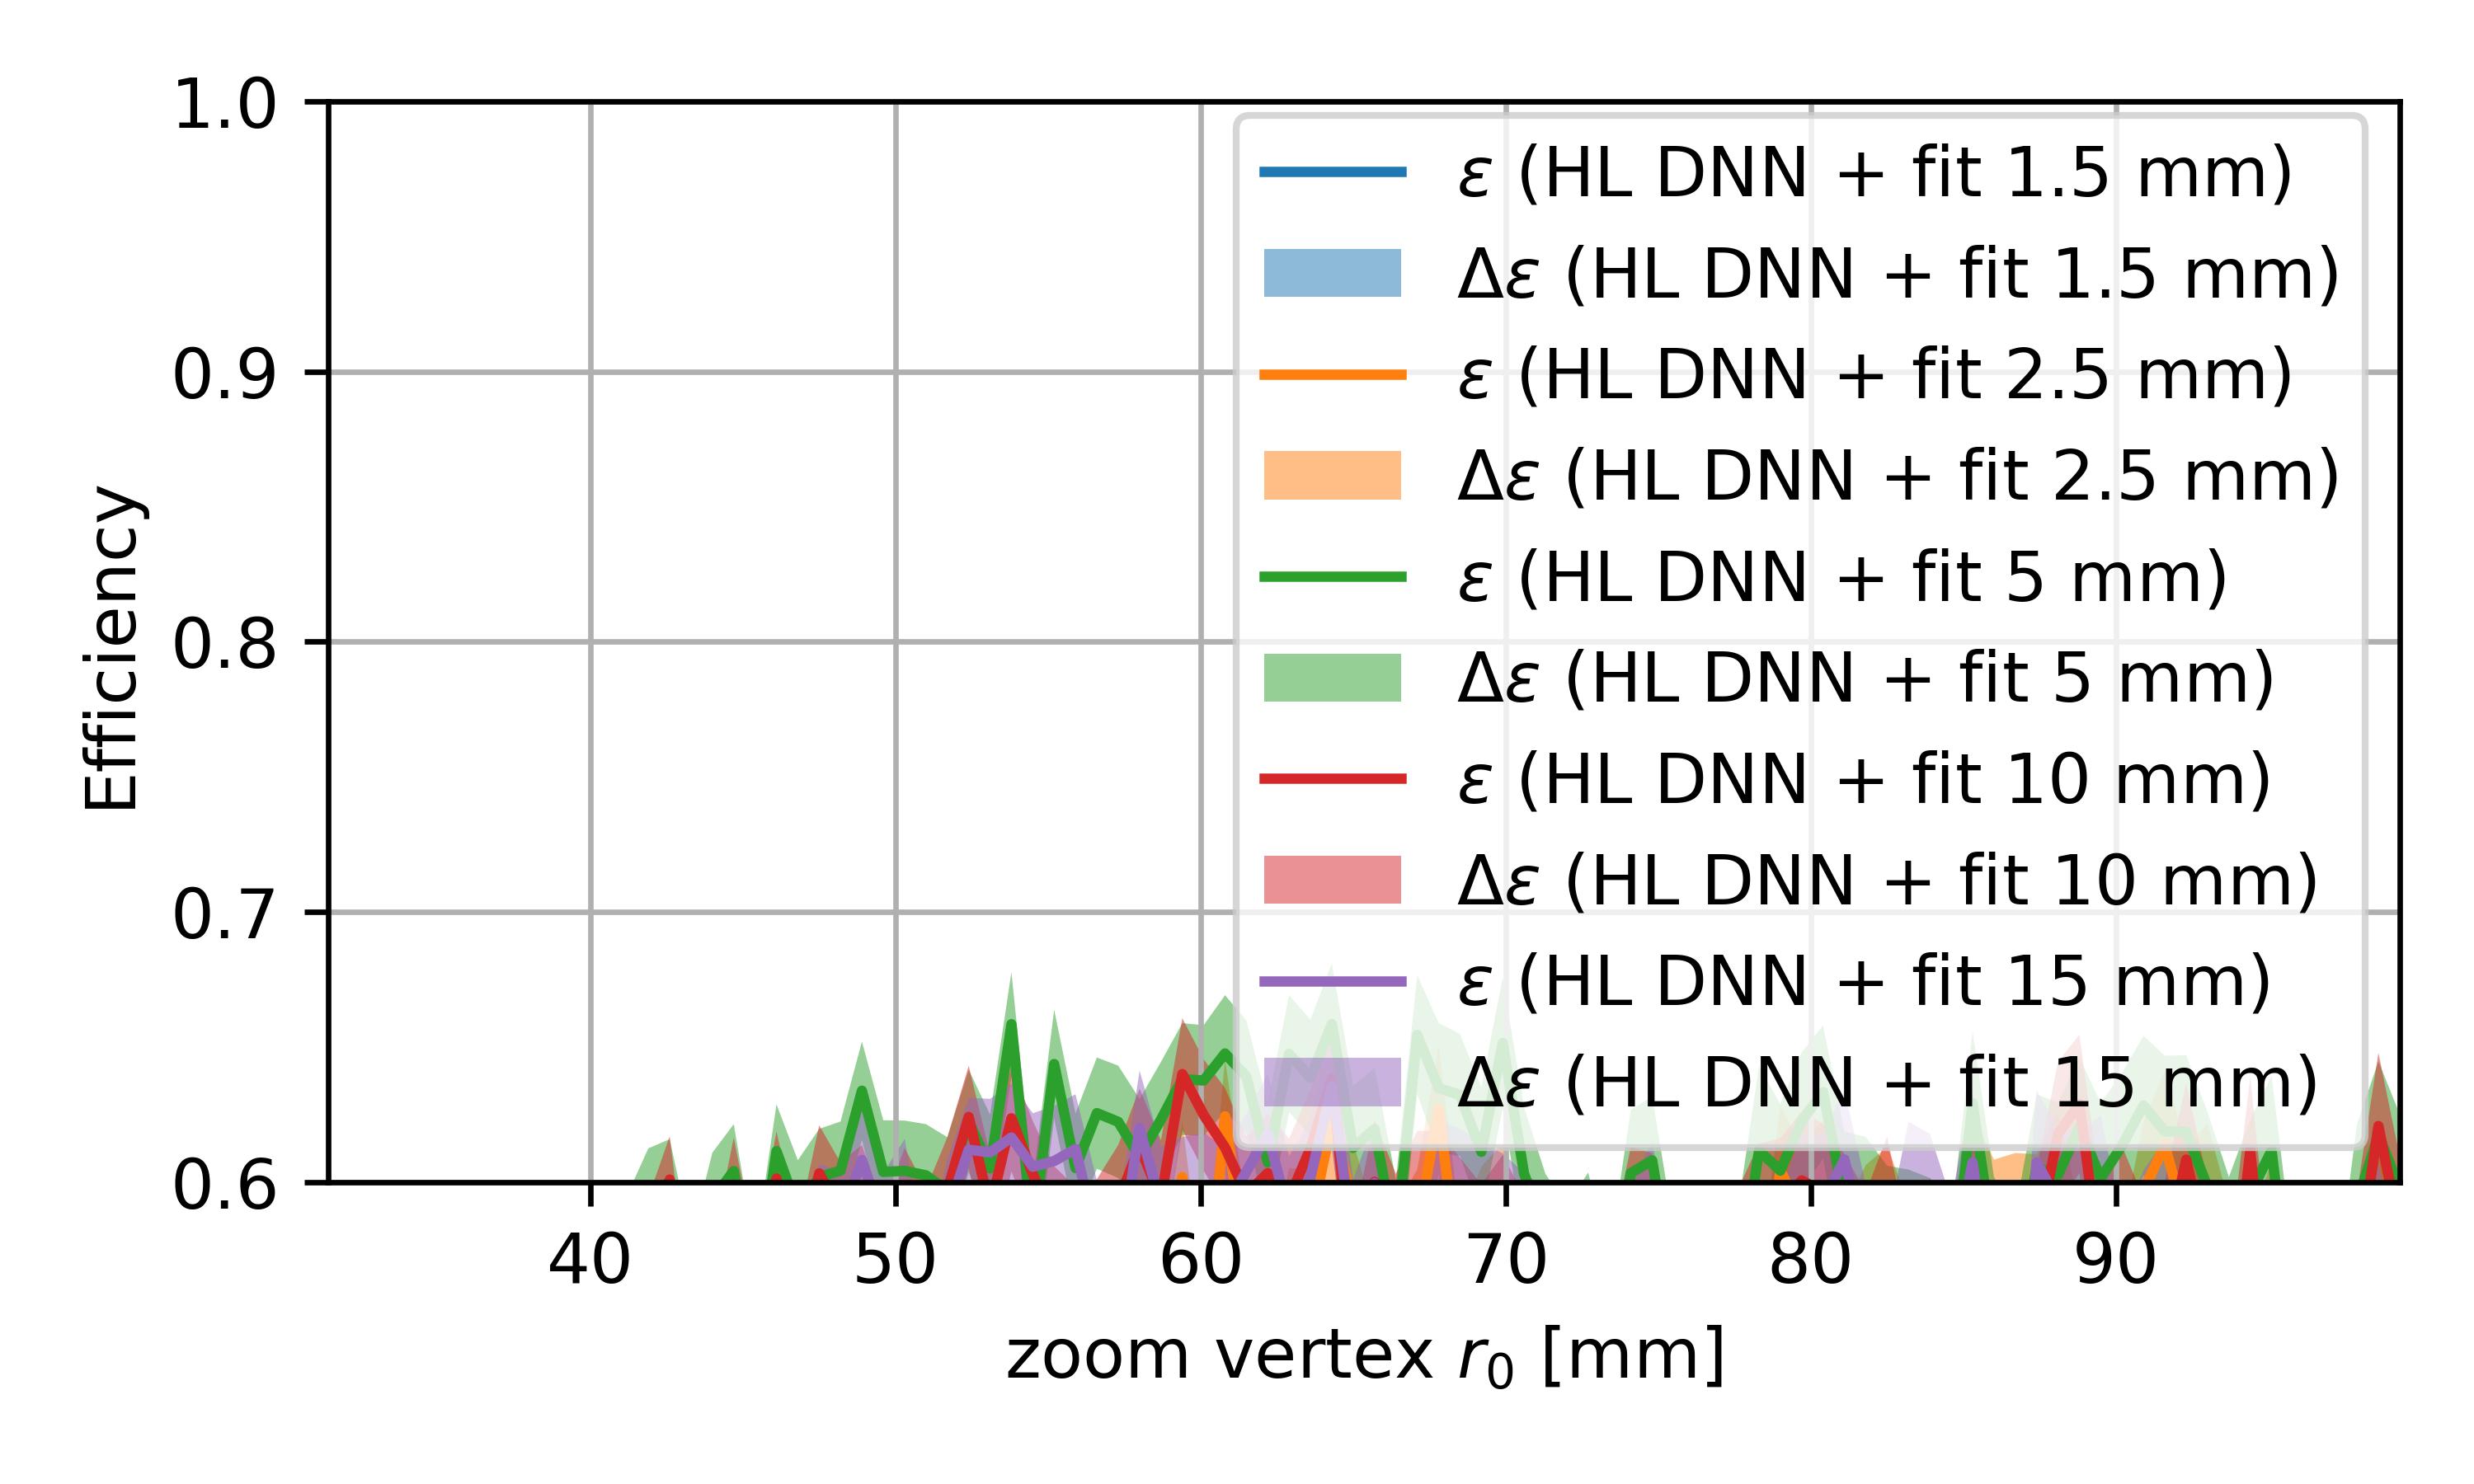 1.0
0.9
0.8
0.7
0.6
Efficiency
40 50 60 70 80 90
zoom vertex r₀ [mm]
ε (HL DNN + fit 1.5 mm)
Δε (HL DNN + fit 1.5 mm)
ε (HL DNN + fit 2.5 mm)
Δε (HL DNN + fit 2.5 mm)
ε (HL DNN + fit 5 mm)
Δε (HL DNN + fit 5 mm)
ε (HL DNN + fit 10 mm)
Δε (HL DNN + fit 10 mm)
ε (HL DNN + fit 15 mm)
Δε (HL DNN + fit 15 mm)